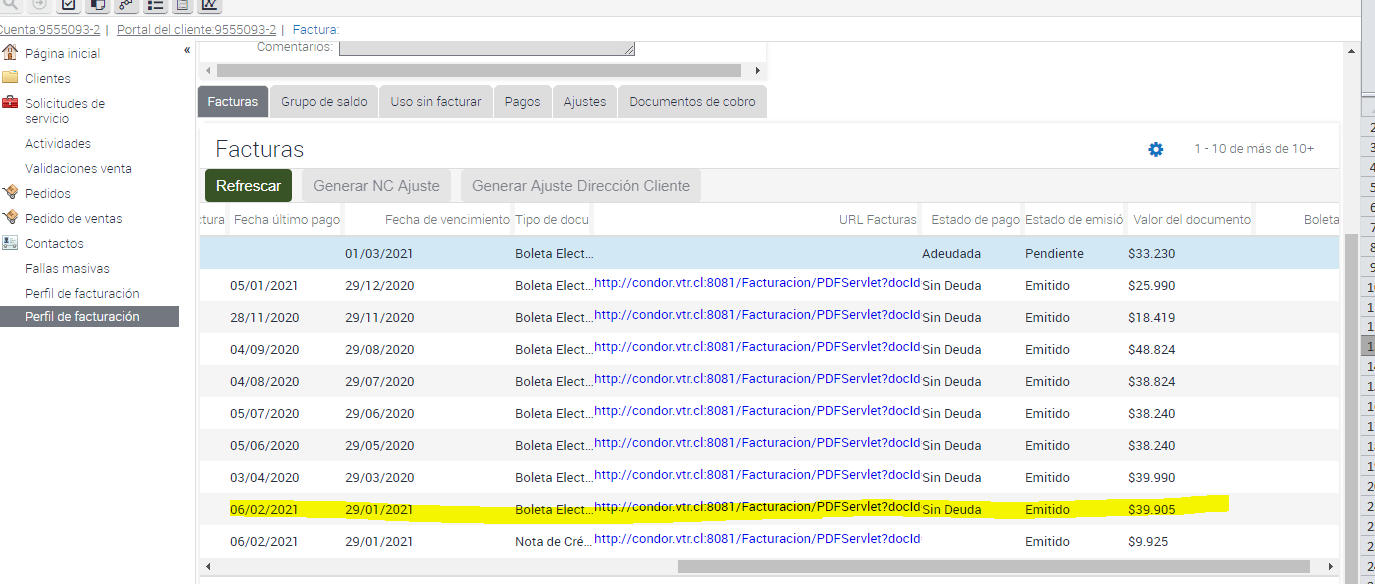 Cuenta:9555093-2 | Portal del cliente:9555093-2 | Factura:
«
Página inicial
Clientes
Solicitudes de
servicio
Actividades
Validaciones venta
Pedidos
Pedido de ventas
Contactos
Fallas masivas
Perfil de facturación
Perfil de facturación
Comentarios:
Facturas Grupo de saldo Uso sin facturar Pagos Ajustes Documentos de cobro
Facturas 1 - 10 de más de 10+
Refrescar Generar NC Ajuste Generar Ajuste Dirección Cliente
ctura Fecha último pago Fecha de vencimiento Tipo de docu URL Facturas Estado de pago Estado de emisió Valor del documento Boleta
01/03/2021 Boleta Elect... Adeudada Pendiente $33.230
05/01/2021 29/12/2020 Boleta Elect... http://condor.vtr.cl:8081/Facturacion/PDFServlet?docId Sin Deuda Emitido $25.990
28/11/2020 29/11/2020 Boleta Elect... http://condor.vtr.cl:8081/Facturacion/PDFServlet?docId Sin Deuda Emitido $18.419
04/09/2020 29/08/2020 Boleta Elect... http://condor.vtr.cl:8081/Facturacion/PDFServlet?docId Sin Deuda Emitido $48.824
04/08/2020 29/07/2020 Boleta Elect... http://condor.vtr.cl:8081/Facturacion/PDFServlet?docId Sin Deuda Emitido $38.824
05/07/2020 29/06/2020 Boleta Elect... http://condor.vtr.cl:8081/Facturacion/PDFServlet?docId Sin Deuda Emitido $38.240
05/06/2020 29/05/2020 Boleta Elect... http://condor.vtr.cl:8081/Facturacion/PDFServlet?docId Sin Deuda Emitido $38.240
03/04/2020 29/03/2020 Boleta Elect... http://condor.vtr.cl:8081/Facturacion/PDFServlet?docId Sin Deuda Emitido $39.990
06/02/2021 29/01/2021 Boleta Elect... http://condor.vtr.cl:8081/Facturacion/PDFServlet?docId Sin Deuda Emitido $39.905
06/02/2021 29/01/2021 Nota de Cré... http://condor.vtr.cl:8081/Facturacion/PDFServlet?docId Emitido $9.925